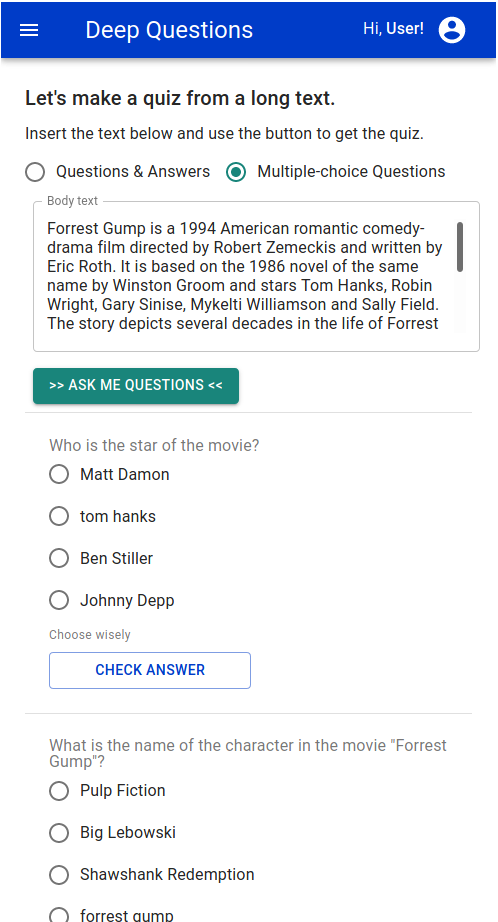 Deep Questions
Hi, User!
Let's make a quiz from a long text.
Insert the text below and use the button to get the quiz.
Questions & Answers
Multiple-choice Questions
Body text
Forrest Gump is a 1994 American romantic comedy-
drama film directed by Robert Zemeckis and written by
Eric Roth. It is based on the 1986 novel of the same
name by Winston Groom and stars Tom Hanks, Robin
Wright, Gary Sinise, Mykelti Williamson and Sally Field.
The story depicts several decades in the life of Forrest
>> ASK ME QUESTIONS <<
Who is the star of the movie?
Matt Damon
tom hanks
Ben Stiller
Johnny Depp
Choose wisely
CHECK ANSWER
What is the name of the character in the movie "Forrest
Gump"?
Pulp Fiction
Big Lebowski
Shawshank Redemption
forrest gump